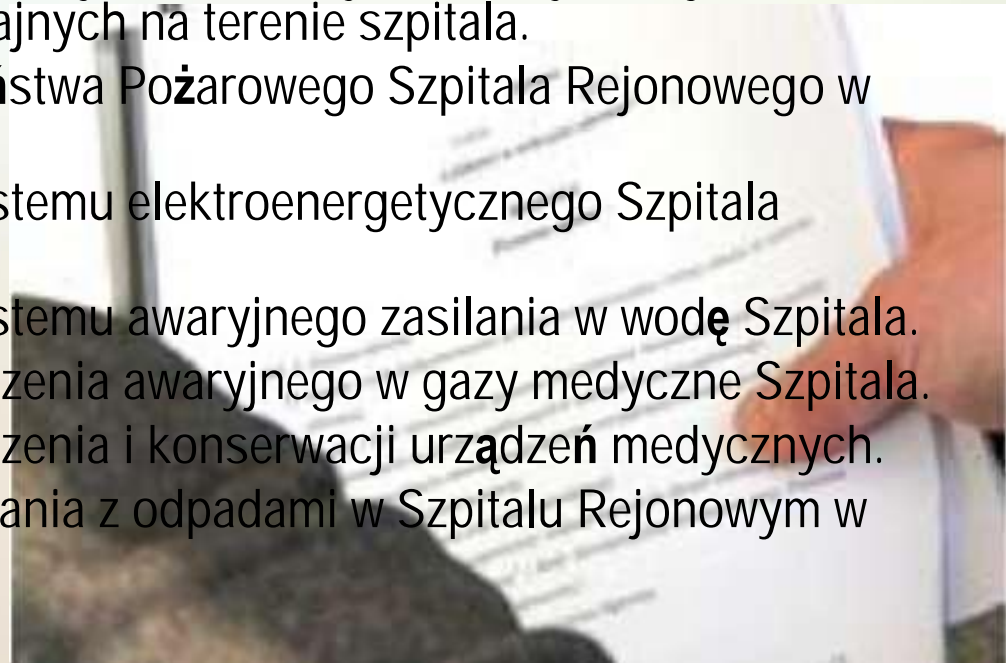 ajnych na terenie szpitala.
ństwa Pożarowego Szpitala Rejonowego w
stemu elektroenergetycznego Szpitala
stemu awaryjnego zasilania w wodę Szpitala.
zenia awaryjnego w gazy medyczne Szpitala.
zenia i konserwacji urządzeń medycznych.
ania z odpadami w Szpitalu Rejonowym w